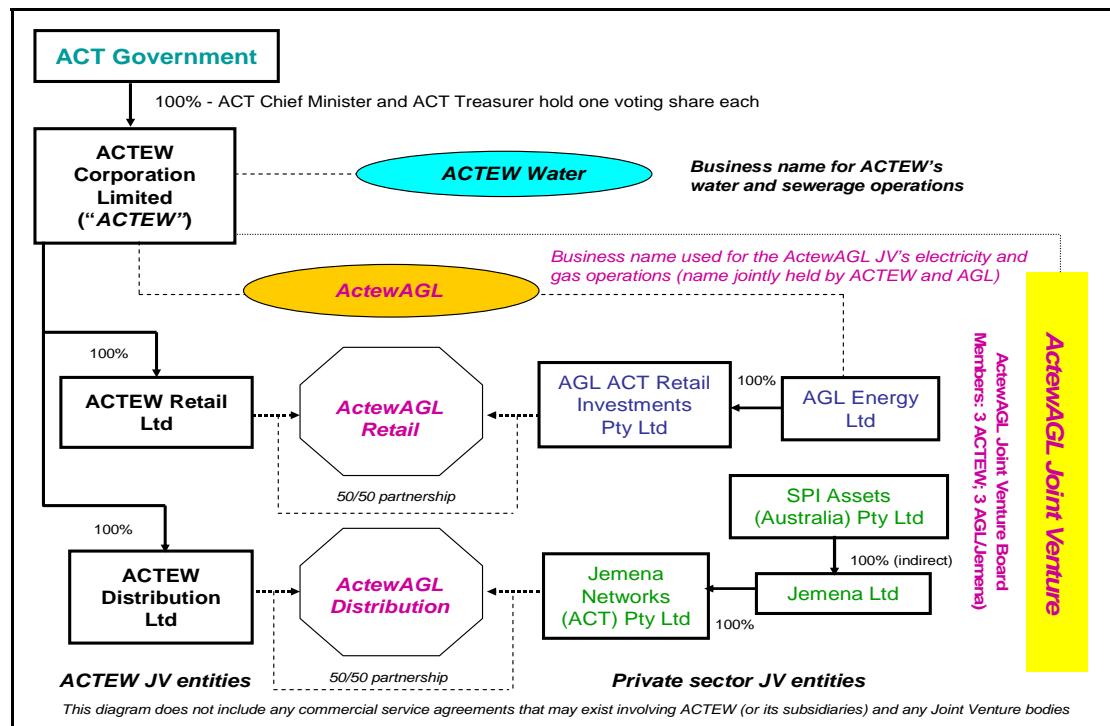 ACT Government
100% - ACT Chief Minister and ACT Treasurer hold one voting share each
ACTEW
Corporation
Limited
("ACTEW")
ACTEW Water
Business name for ACTEW's
water and sewerage operations
Business name used for the ActewAGL JV's electricity and
gas operations (name jointly held by ACTEW and AGL)
ActewAGL
100%
ACTEW Retail
Ltd
ActewAGL
Retail
AGL ACT Retail
Investments
Pty Ltd
100%
AGL Energy
Ltd
50/50 partnership
SPI Assets
(Australia) Pty Ltd
100% (indirect)
100%
ACTEW
Distribution
Ltd
ActewAGL
Distribution
Jemena
Networks
(ACT) Pty Ltd
100%
Jemena Ltd
50/50 partnership
ActewAGL Joint Venture Board
Members: 3 ACTEW; 3 AGL/Jemena)
ActewAGL Joint Venture
ACTEW JV entities
Private sector JV entities
This diagram does not include any commercial service agreements that may exist involving ACTEW (or its subsidiaries) and any Joint Venture bodies